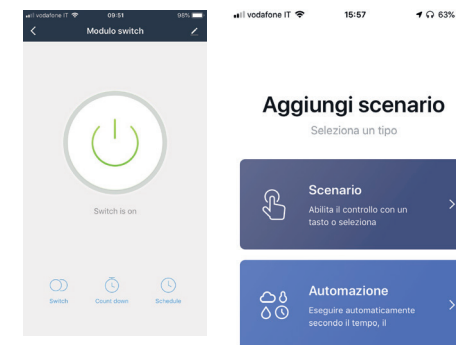 vodafone IT 09:51 98%
Modulo switch
Switch is on
Switch Count down Schedule
vodafone IT 15:57 63%
Aggiungi scenario
Seleziona un tipo
Scenario
Abilita il controllo con un
tasto o seleziona
Automazione
Eseguire automaticamente
secondo il tempo, il